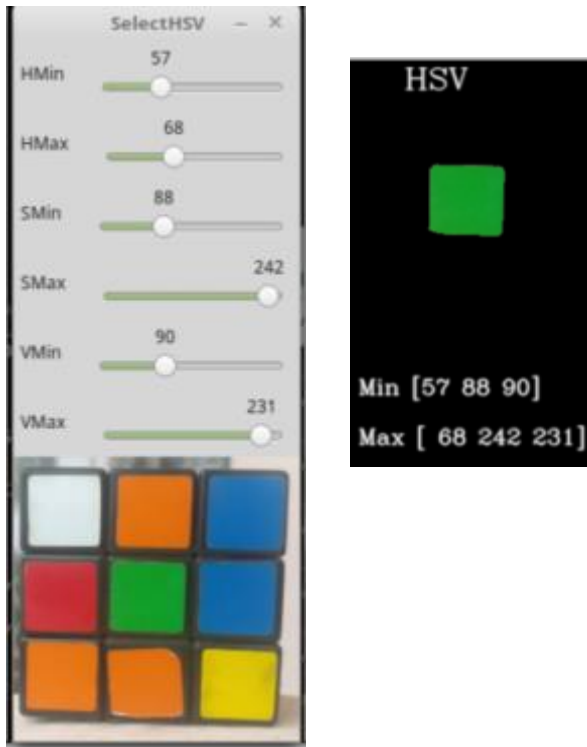 SelectHSV
57
HMin
68
HMax
88
SMin
242
SMax
90
VMin
231
VMax
HSV
Min [57 88 90]
Max [ 68 242 231]